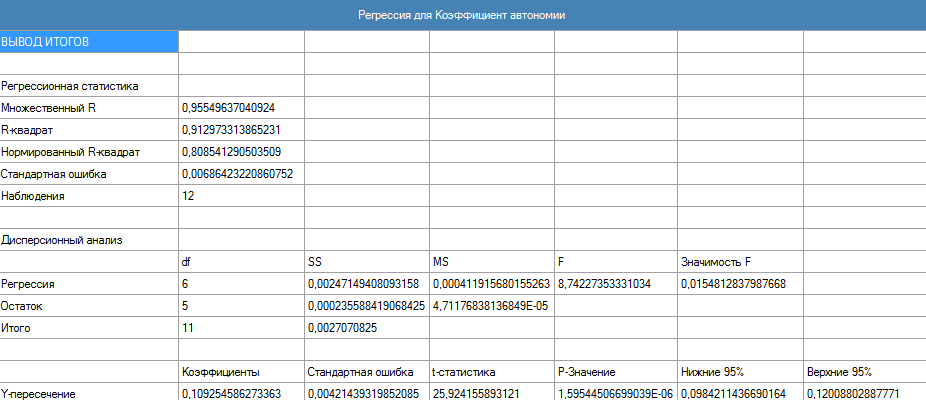 Регрессия для Коэффициент автономии
ВЫВОД ИТОГОВ
Регрессионная статистика
Множественный R 0,95549637040924
R-квадрат 0,912973313865231
Нормированный R-квадрат 0,808541290503509
Стандартная ошибка 0,00686423220860752
Наблюдения 12
Дисперсионный анализ
df SS MS F Значимость F
Регрессия 6 0,00247149408093158 0,000411915680155263 8,74227353331034 0,0154812837987668
Остаток 5 0,000235588419068425 4,71176838136849E-05
Итого 11 0,0027070825
Коэффициенты Стандартная ошибка t-статистика P-Значение Нижние 95% Верхние 95%
Y-пересечение 0,109254586273363 0,00421439319852085 25,924155893121 1,59544506699039E-06 0,0984211436690164 0,12008802887771